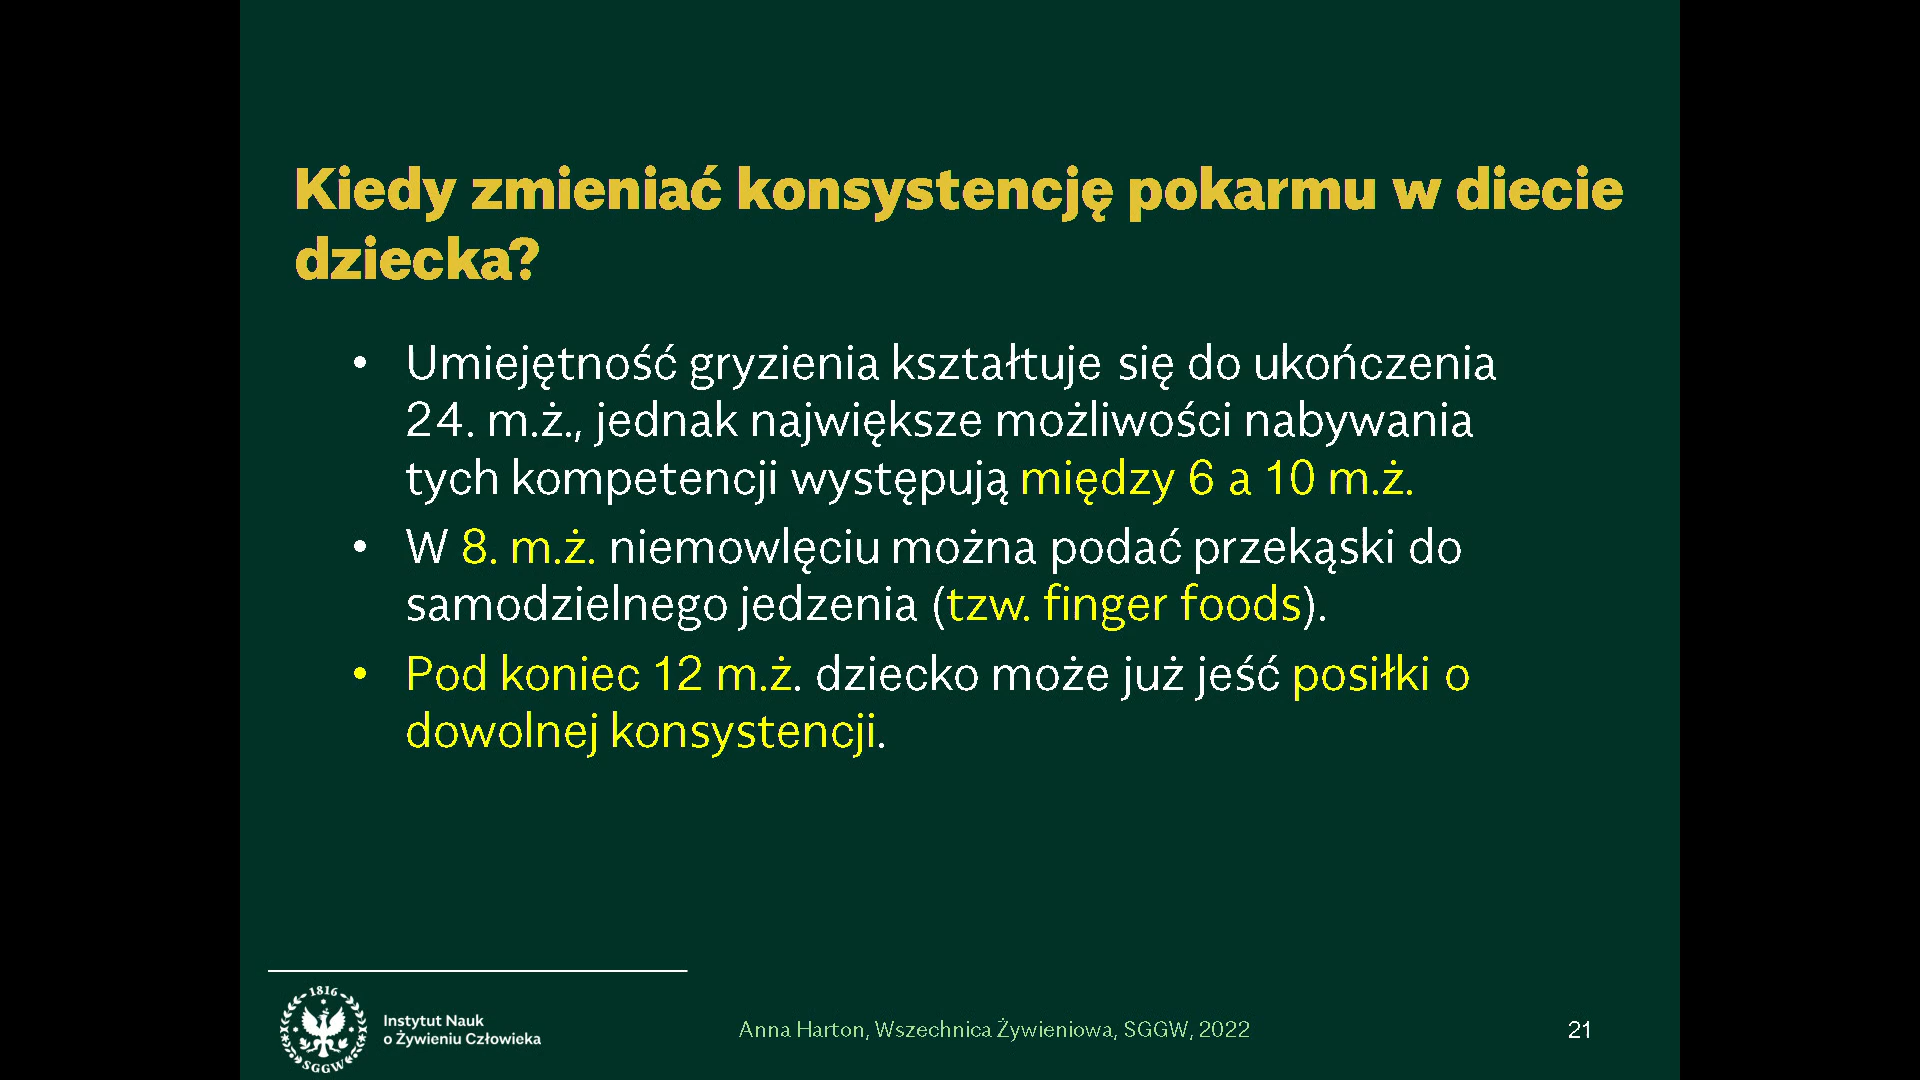 Kiedy zmieniać konsystencję pokarmu w diecie
dziecka?
• Umiejętność gryzienia kształtuje się do ukończenia
24. m.ż., jednak największe możliwości nabywania
tych kompetencji występują między 6 a 10 m.ż.
• W 8. m.ż. niemowlęciu można podać przekąski do
samodzielnego jedzenia (tzw. finger foods).
• Pod koniec 12 m.ż. dziecko może już jeść posiłki o
dowolnej konsystencji.
1816
SGGW
Instytut Nauk
o Żywieniu Człowieka
Anna Harton, Wszechnica Żywieniowa, SGGW, 2022
21